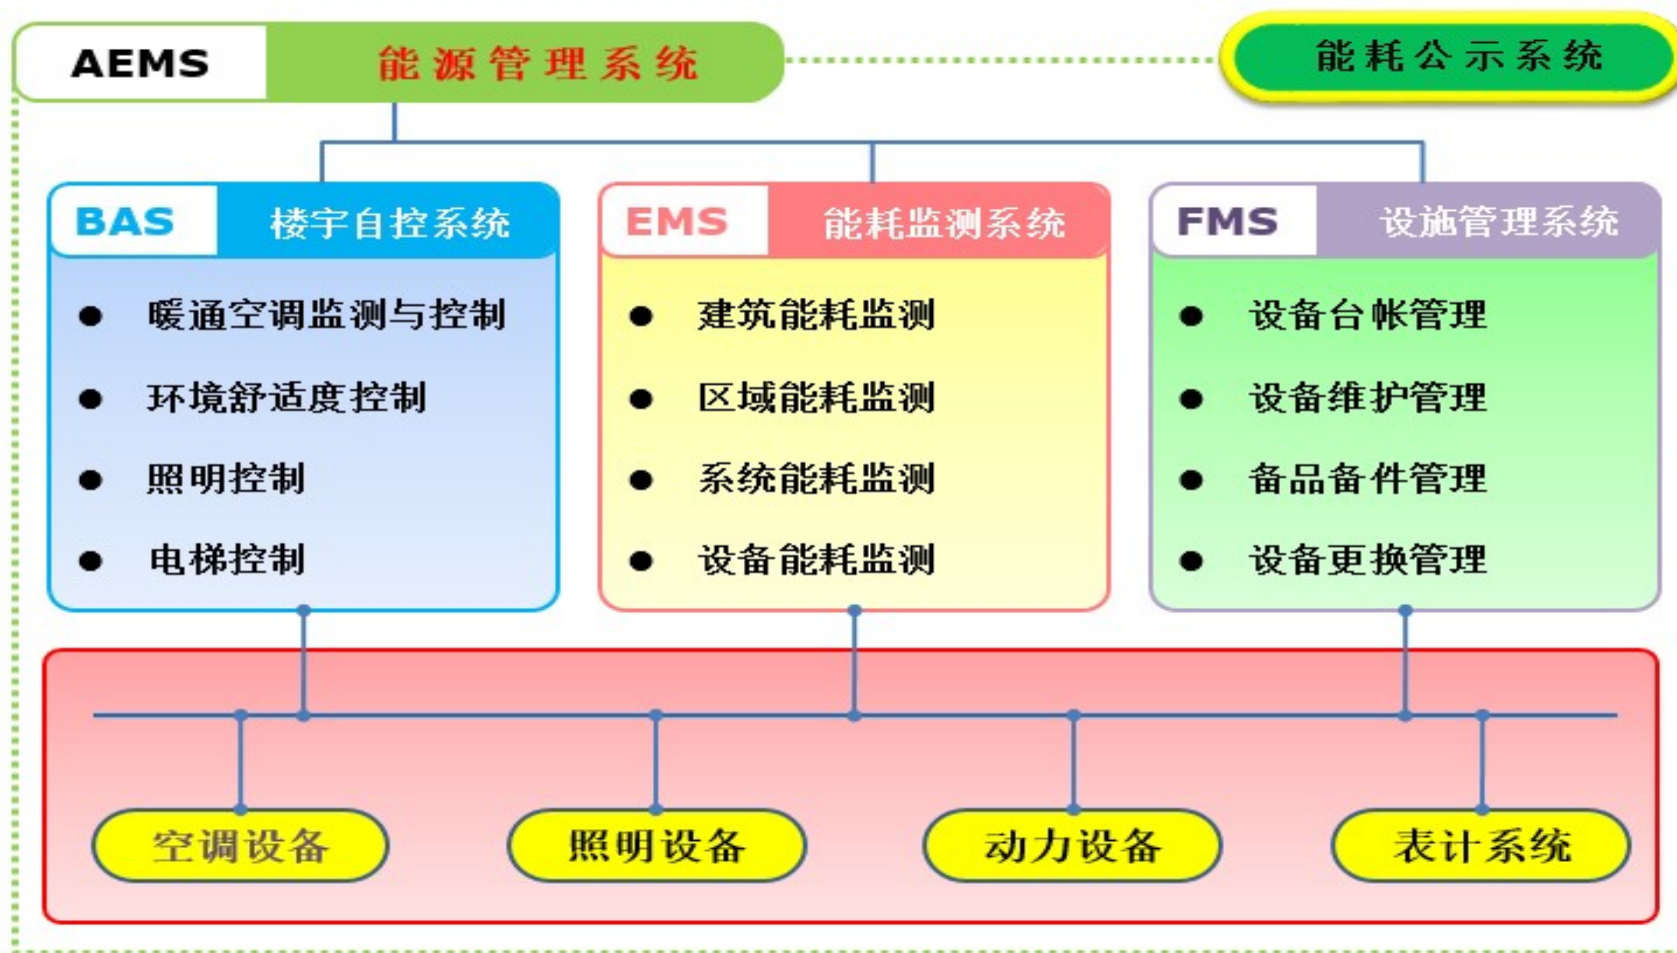 AEMS 能源管理系统 能耗公示系统
BAS 楼宇自控系统
暖通空调监测与控制
环境舒适度控制
照明控制
电梯控制
EMS 能耗监测系统
建筑能耗监测
区域能耗监测
系统能耗监测
设备能耗监测
FMS 设施管理系统
设备台帐管理
设备维护管理
备品备件管理
设备更换管理
空调设备
照明设备
动力设备
表计系统